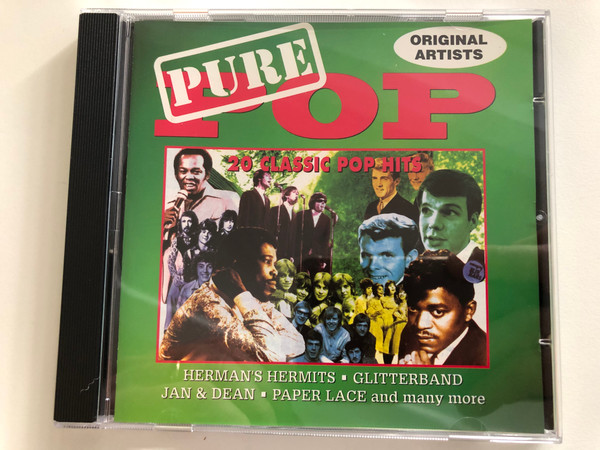 ORIGINAL
ARTISTS
PURE
POP
20 CLASSIC POP HITS
HERMAN'S HERMITS ▪ GLITTERBAND
JAN & DEAN ▪ PAPER LACE and many more